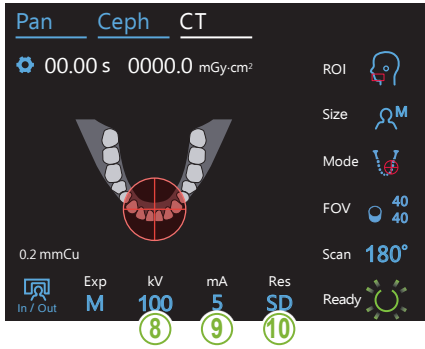 Pan Ceph CT
00.00 s 0000.0 mGy·cm²
ROI
Size M
Mode
FOV 40
40
0.2 mmCu
Scan 180°
Exp kV mA Res
In / Out M 100 5 SD
Ready
8 9 10